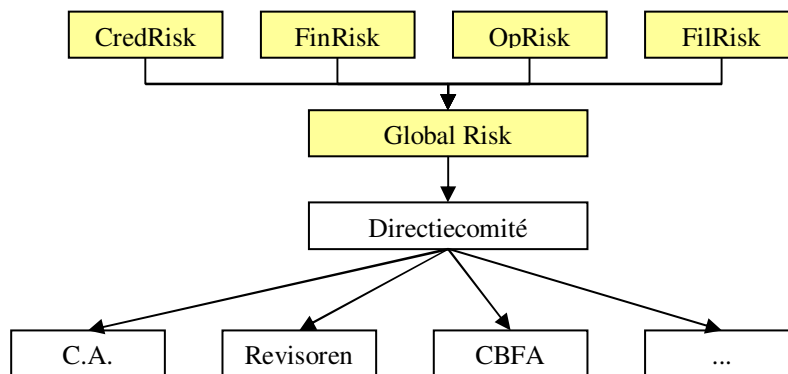 CredRisk
FinRisk
OpRisk
FilRisk
Global Risk
Directiecomité
C.A.
Revisoren
CBFA
...